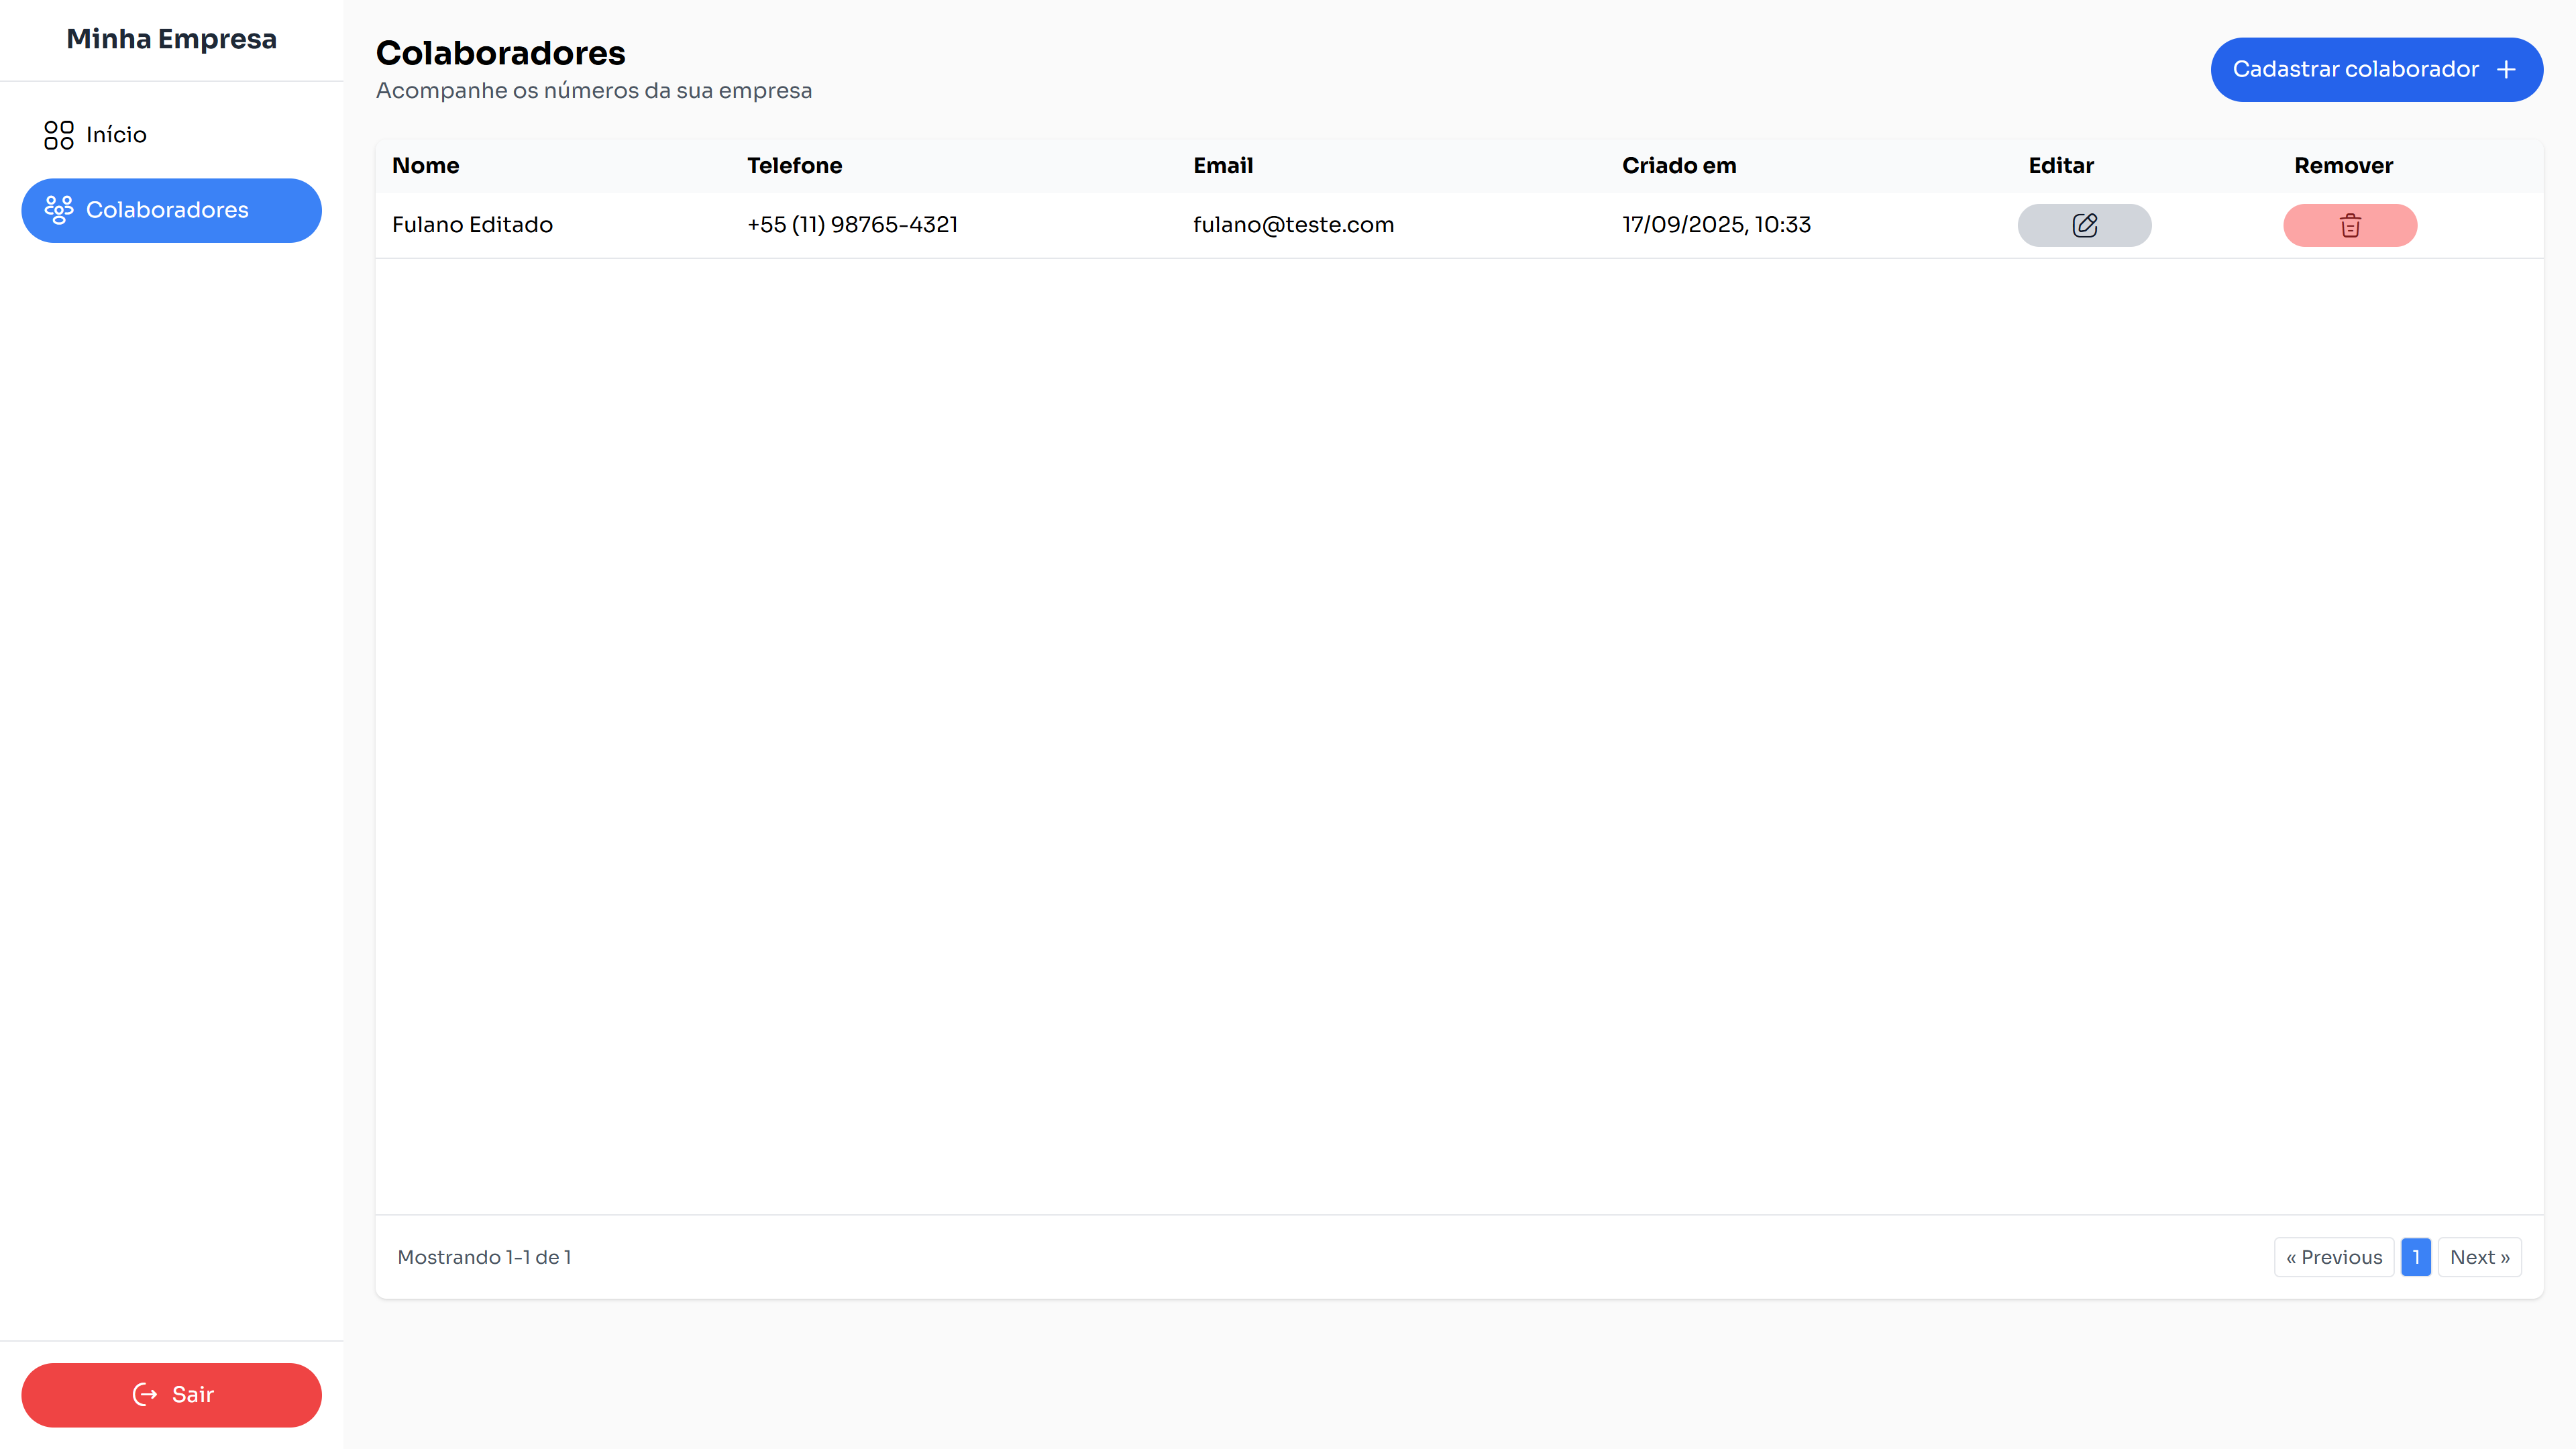 Minha Empresa
Início
Colaboradores
Sair
Colaboradores
Acompanhe os números da sua empresa
Cadastrar colaborador +
Nome Telefone Email Criado em Editar Remover
Fulano Editado +55 (11) 98765-4321 fulano@teste.com 17/09/2025, 10:33
Mostrando 1-1 de 1
« Previous 1 Next »